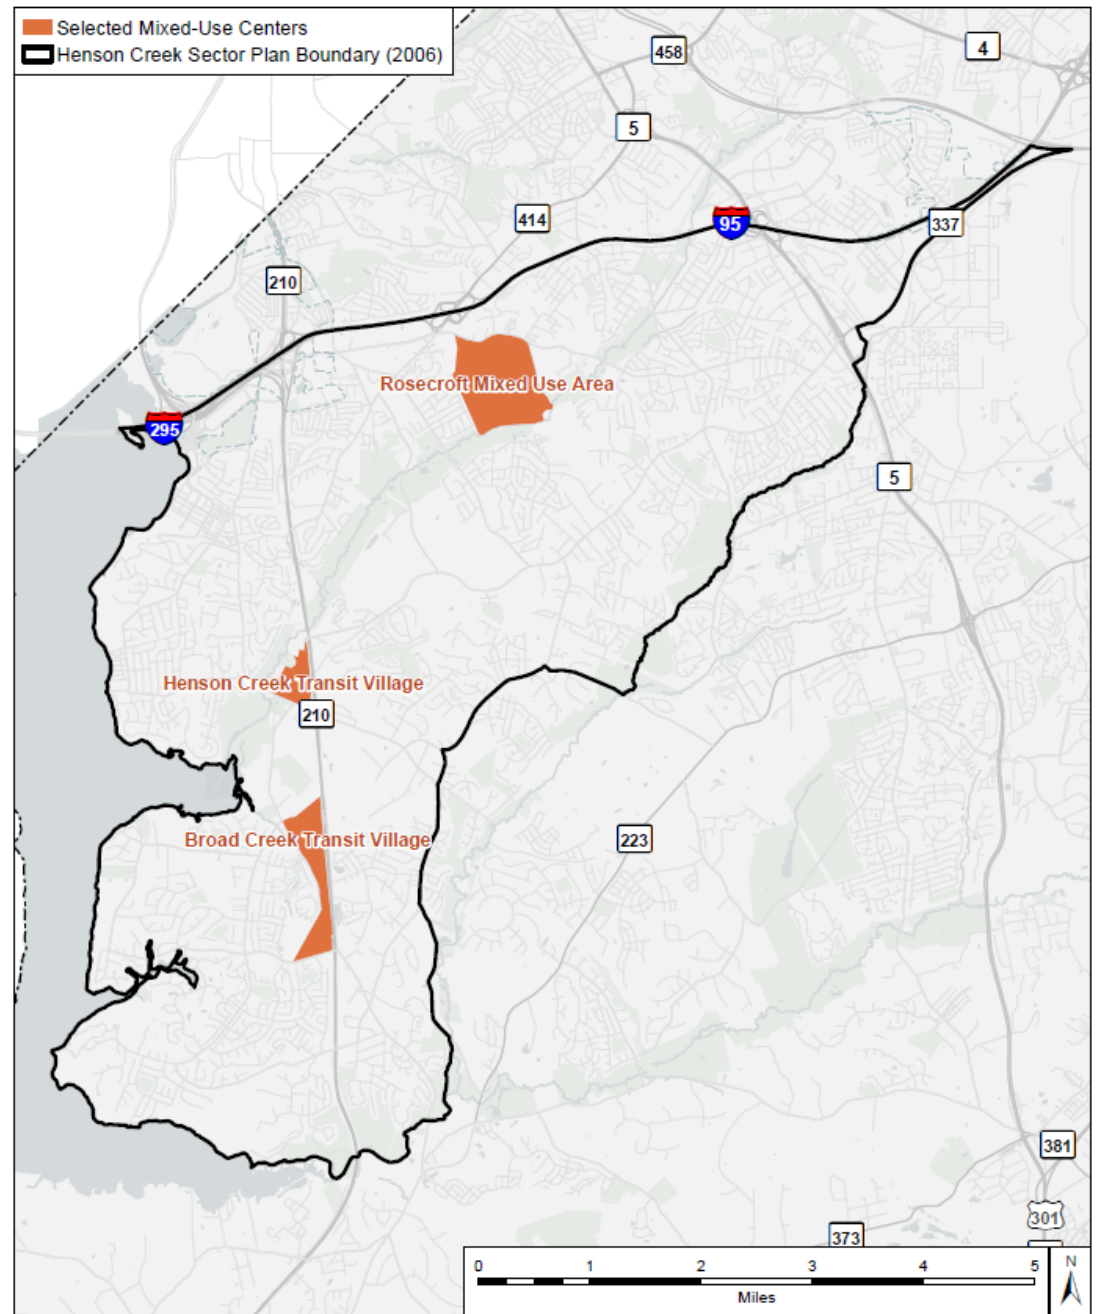 Selected Mixed-Use Centers
Henson Creek Sector Plan Boundary (2006)
458
4
5
414
95
337
210
Rosecroft Mixed Use Area
295
5
Henson Creek Transit Village
210
223
Broad Creek Transit Village
381
301
373
0 1 2 3 4 5
Miles
N